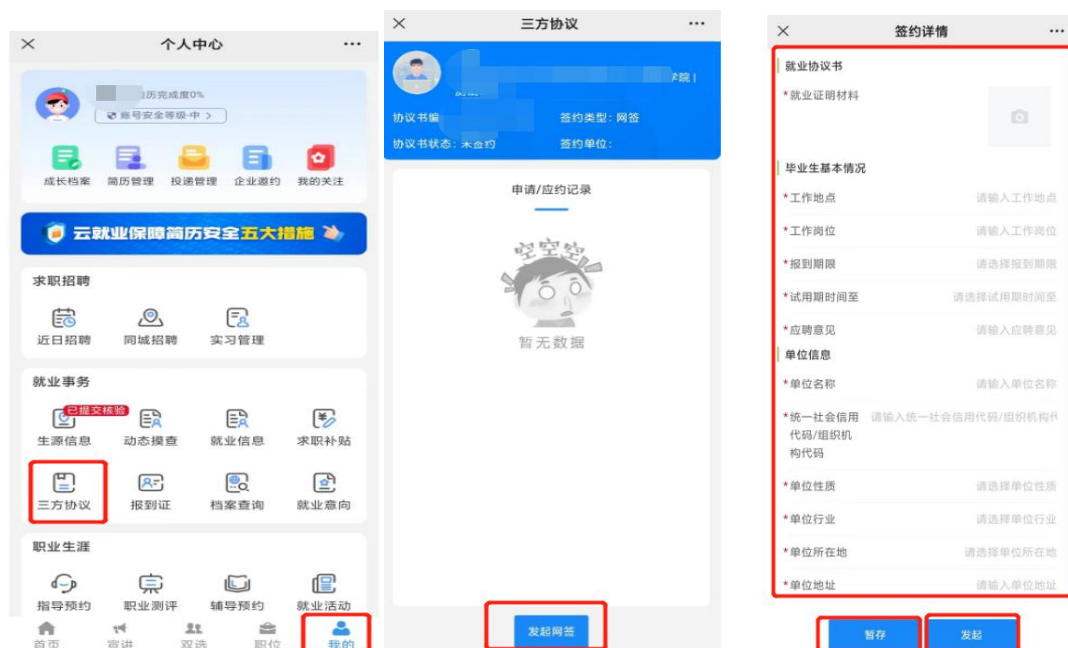 个人中心
历完成度0%
账号安全等级-中 >
成长档案 简历管理 投递管理 企业邀约 我的关注
云就业保障简历安全五大措施
求职招聘
近日招聘 同城招聘 实习管理
就业事务
已提交核验
生源信息 动态摸查 就业信息 求职补贴
三方协议 报到证 档案查询 就业意向
职业生涯
指导预约 职业测评 辅导预约 就业活动
首页 宣讲 双选 职位 我的
三方协议
学院 |
协议书编 签约类型: 网签
协议书状态: 未签约 签约单位:
申请/应约记录
空空空
暂无数据
发起网签
签约详情
就业协议书
*就业证明材料
毕业生基本情况
*工作地点 请输入工作地点
*工作岗位 请输入工作岗位
*报到期限 请选择报到期限
*试用期时间至 请选择试用期时间至
*应聘意见 请输入应聘意见
单位信息
*单位名称 请输入单位名称
*统一社会信用 请输入统一社会信用代码/组织机构代
代码/组织机
构代码
*单位性质 请选择单位性质
*单位行业 请选择单位行业
*单位所在地 请选择单位所在地
*单位地址 请输入单位地址
暂存 发起